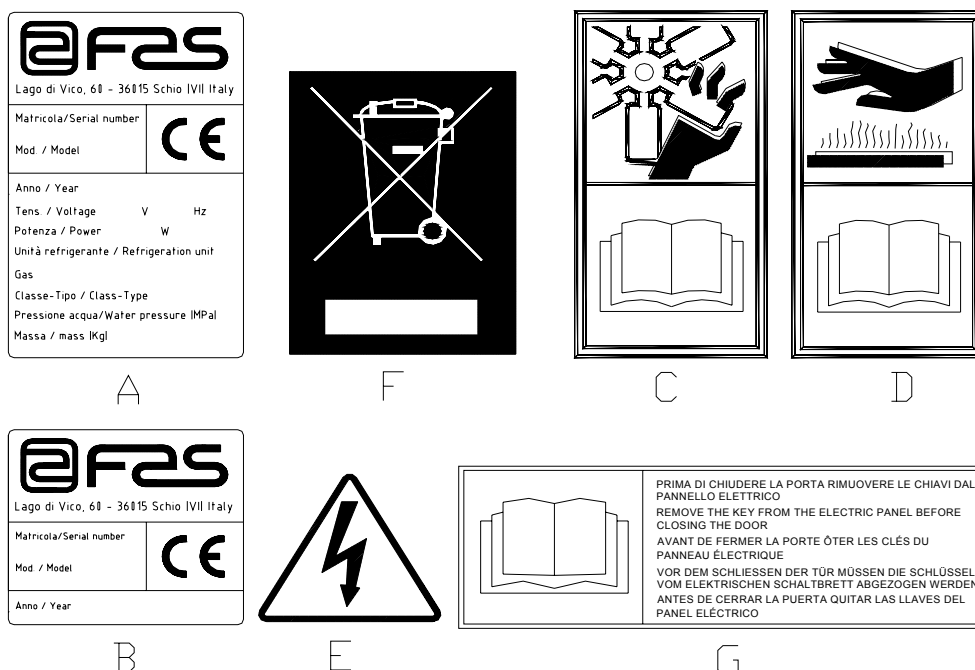 FAS
Lago di Vico, 60 - 36015 Schio |VI| Italy
Matricola/Serial number
Mod. / Model
CE
Anno / Year
Tens. / Voltage V Hz
Potenza / Power W
Unità refrigerante / Refrigeration unit
Gas
Classe-Tipo / Class-Type
Pressione acqua/Water pressure |MPa|
Massa / mass |Kg|
A
F
C
D
FAS
Lago di Vico, 60 - 36015 Schio |VI| Italy
Matricola/Serial number
Mod. / Model
CE
Anno / Year
B
E
PRIMA DI CHIUDERE LA PORTA RIMUOVERE LE CHIAVI DAL
PANNELLO ELETTRICO
REMOVE THE KEY FROM THE ELECTRIC PANEL BEFORE
CLOSING THE DOOR
AVANT DE FERMER LA PORTE ÔTER LES CLÉS DU
PANNEAU ÉLECTRIQUE
VOR DEM SCHLIESSEN DER TÜR MÜSSEN DIE SCHLÜSSEL
VOM ELEKTRISCHEN SCHALTBRETT ABGEZOGEN WERDEN
ANTES DE CERRAR LA PUERTA QUITAR LAS LLAVES DEL
PANEL ELÉCTRICO
G